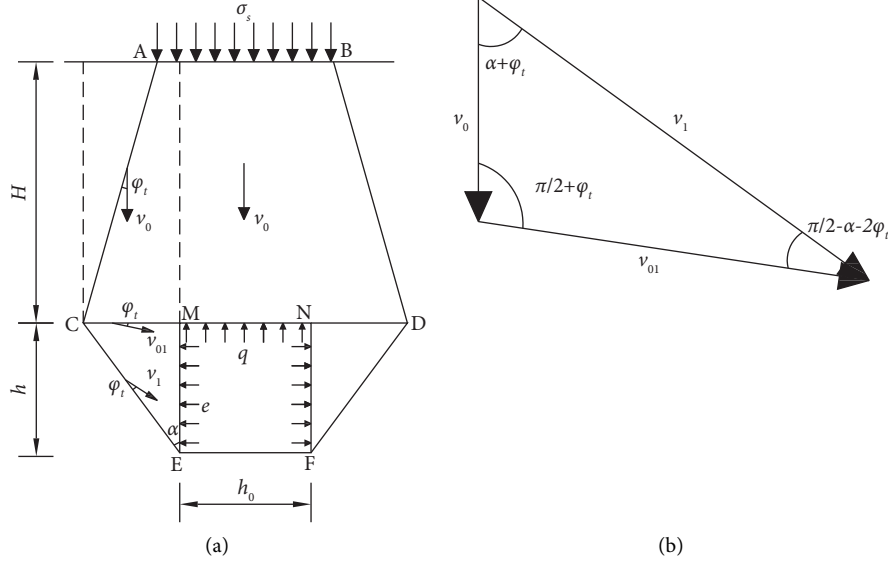 σₛ
A
B
H
φₜ
v₀
v₀
C
φₜ
M
N
D
v₀₁
q
h
φₜ
v₁
e
α
E
F
h₀
(a)
α+φₜ
v₀
v₁
π/2+φₜ
π/2-α-2φₜ
v₀₁
(b)